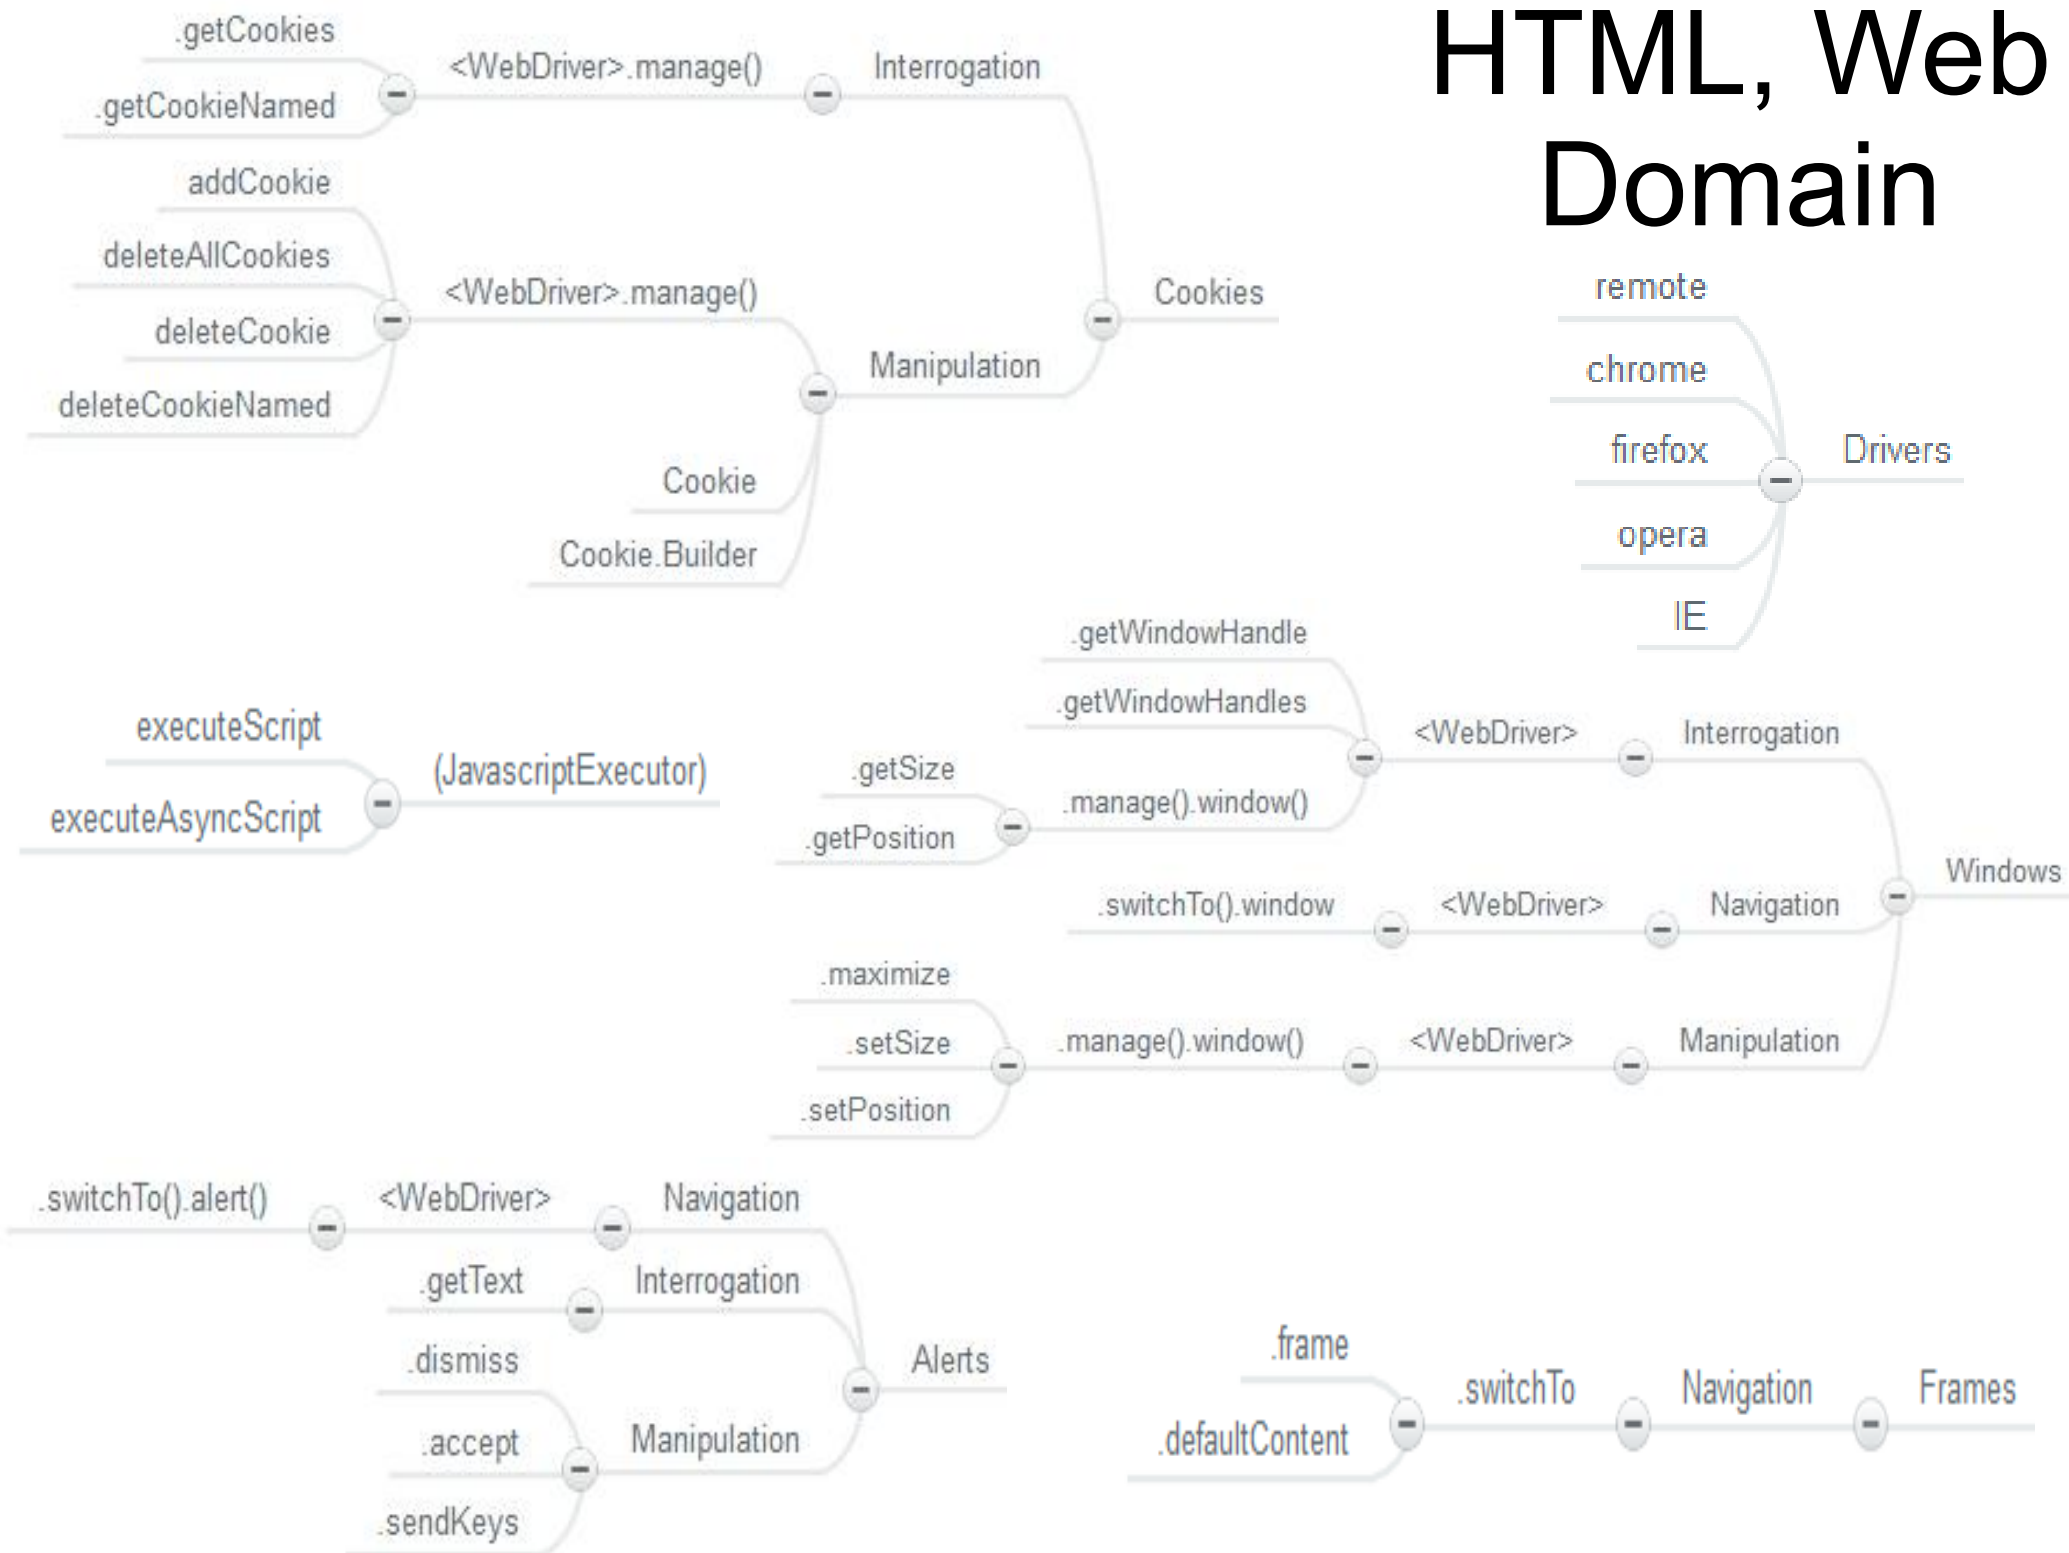 HTML, Web
Domain
.getCookies
.getCookieNamed
<WebDriver>.manage()
Interrogation
addCookie
deleteAllCookies
deleteCookie
deleteCookieNamed
<WebDriver>.manage()
Cookie
Cookie.Builder
Manipulation
Cookies
remote
chrome
firefox
opera
IE
Drivers
executeScript
executeAsyncScript
(JavascriptExecutor)
.getWindowHandle
.getWindowHandles
.getSize
.getPosition
.manage().window()
<WebDriver>
Interrogation
.switchTo().window
<WebDriver>
Navigation
.maximize
.setSize
.setPosition
.manage().window()
<WebDriver>
Manipulation
Windows
.switchTo().alert()
<WebDriver>
Navigation
.getText
Interrogation
.dismiss
.accept
.sendKeys
Manipulation
Alerts
.frame
.defaultContent
.switchTo
Navigation
Frames